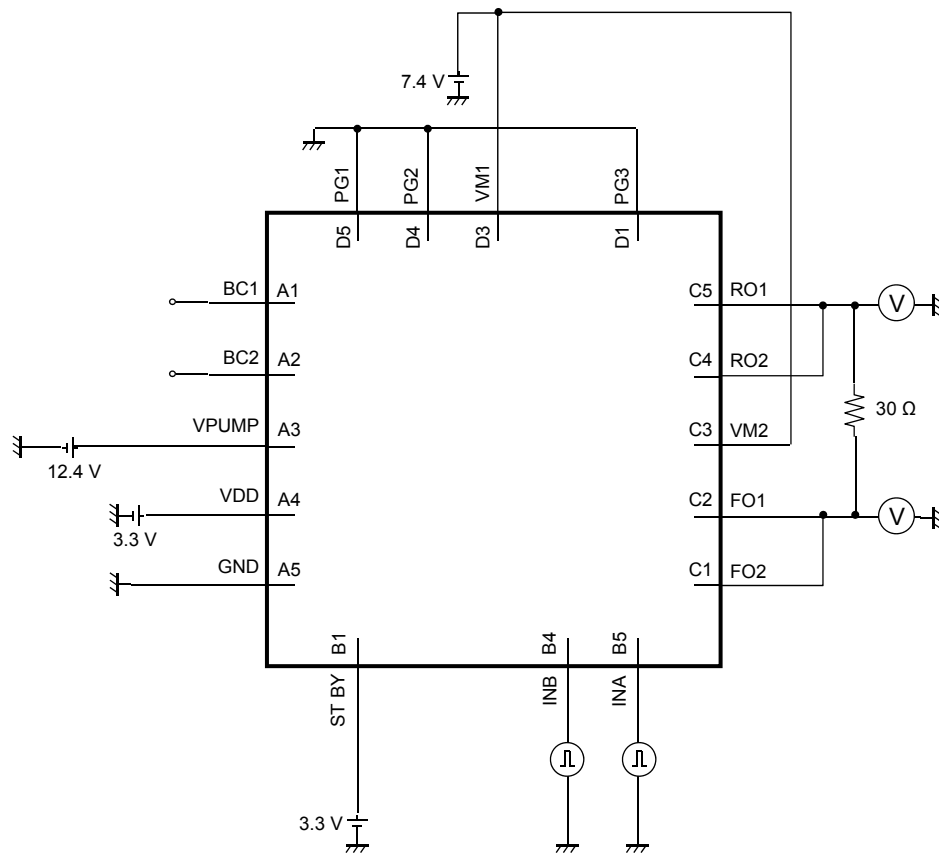 7.4 V
PG1
PG2
VM1
PG3
D5
D4
D3
D1
BC1
A1
C5
RO1
V
BC2
A2
C4
RO2
30 Ω
VPUMP
A3
C3
VM2
12.4 V
VDD
A4
C2
FO1
V
3.3 V
GND
A5
C1
FO2
B1
B4
B5
ST BY
INB
INA
3.3 V